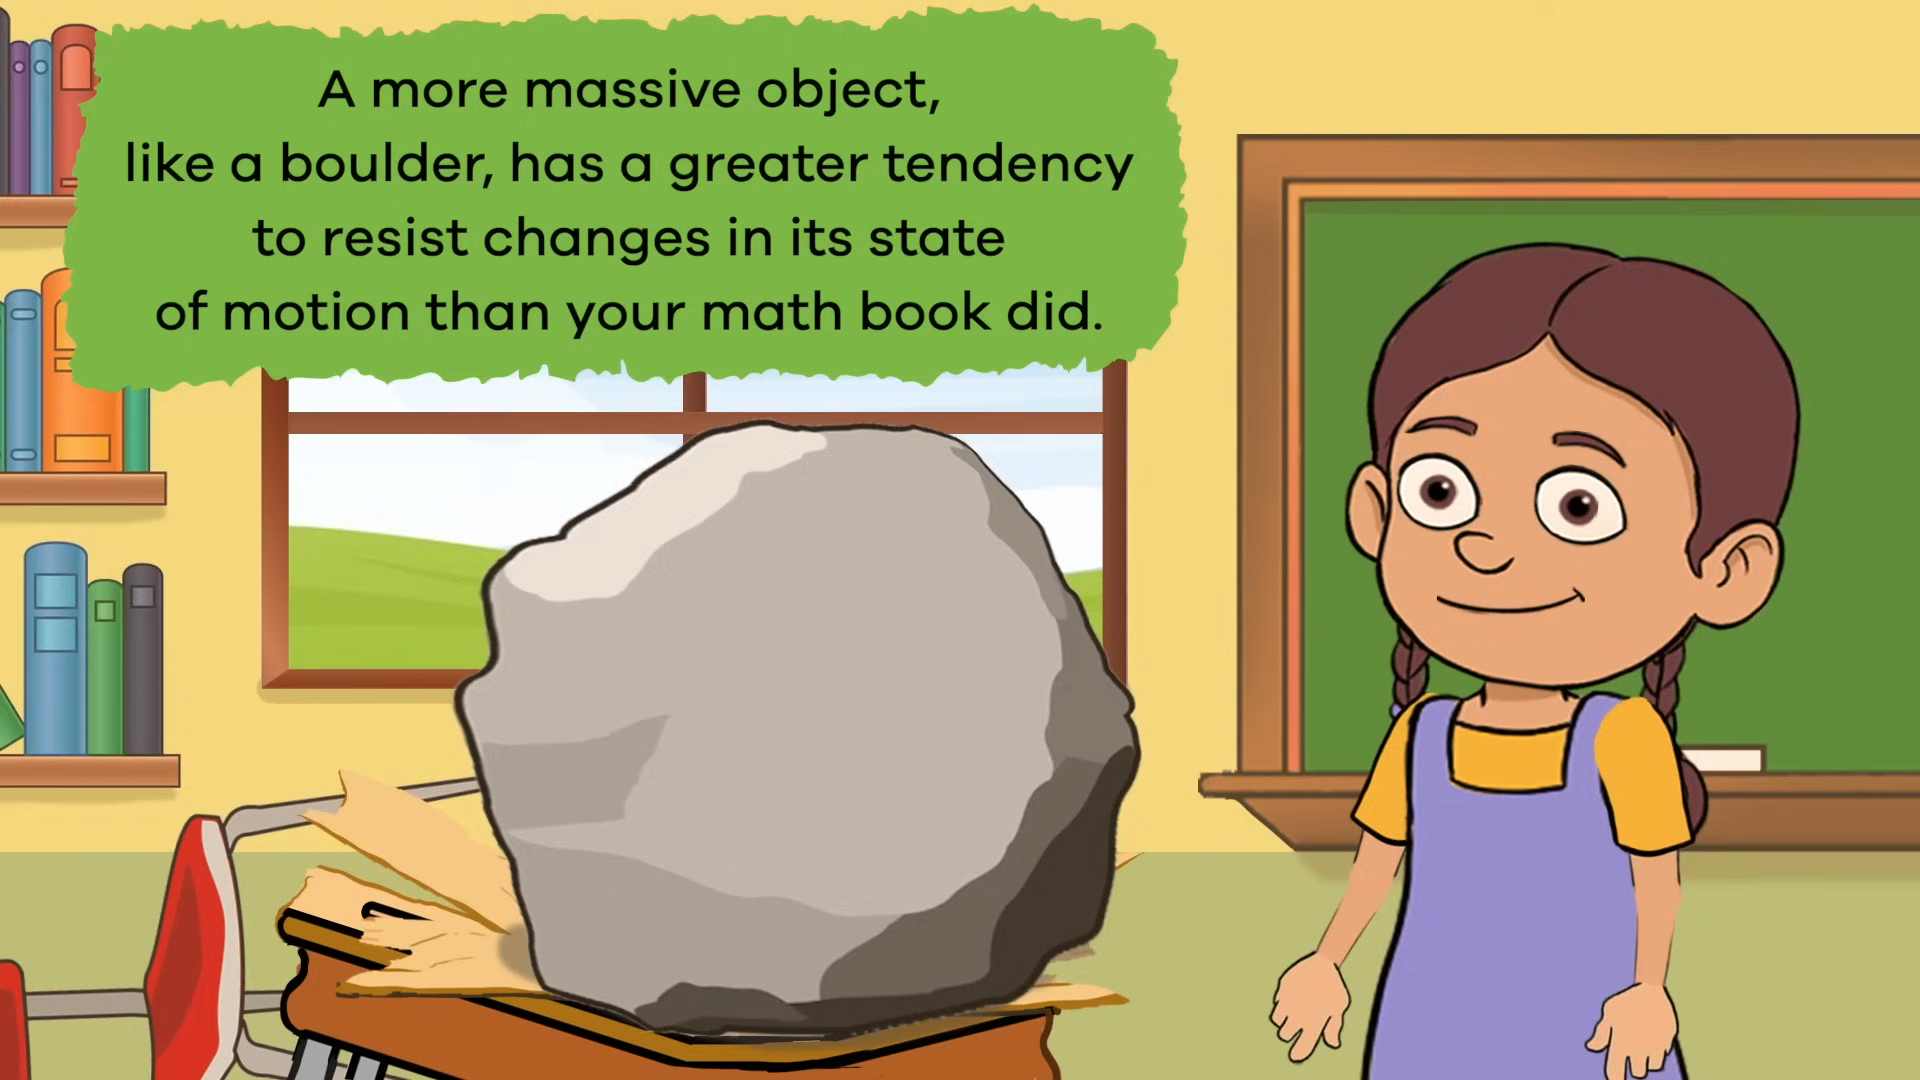 A more massive object,
like a boulder, has a greater tendency
to resist changes in its state
of motion than your math book did.